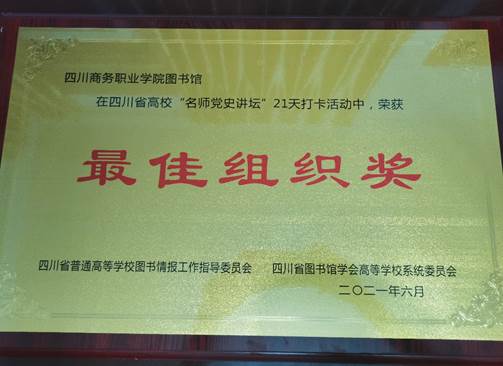 四川商务职业学院图书馆
在四川省高校“名师党史讲坛”21天打卡活动中，荣获
最佳组织奖
四川省普通高等学校图书情报工作指导委员会 四川省图书馆学会高等学校系统委员会
二〇二一年六月